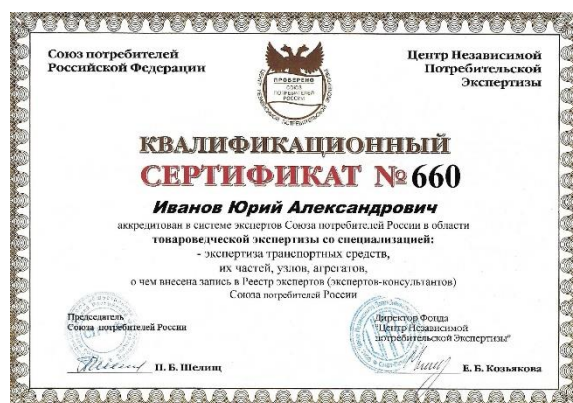 Союз потребителей
Российской Федерации
Центр Независимой
Потребительской
Экспертизы
ПРОВЕРЕНО
СОЮЗ
ПОТРЕБИТЕЛЕЙ
РОССИИ
КВАЛИФИКАЦИОННЫЙ
СЕРТИФИКАТ №660
Иванов Юрий Александрович
аккредитован в системе экспертов Союза потребителей России в области
товароведческой экспертизы со специализацией:
- экспертиза транспортных средств,
их частей, узлов, агрегатов,
о чем внесена запись в Реестр экспертов (экспертов-консультантов)
Союза потребителей России
Председатель
Союза потребителей России
П. Б. Шелищ
Директор Фонда
"Центр Независимой
потребительской Экспертизы"
Е. Б. Козьякова